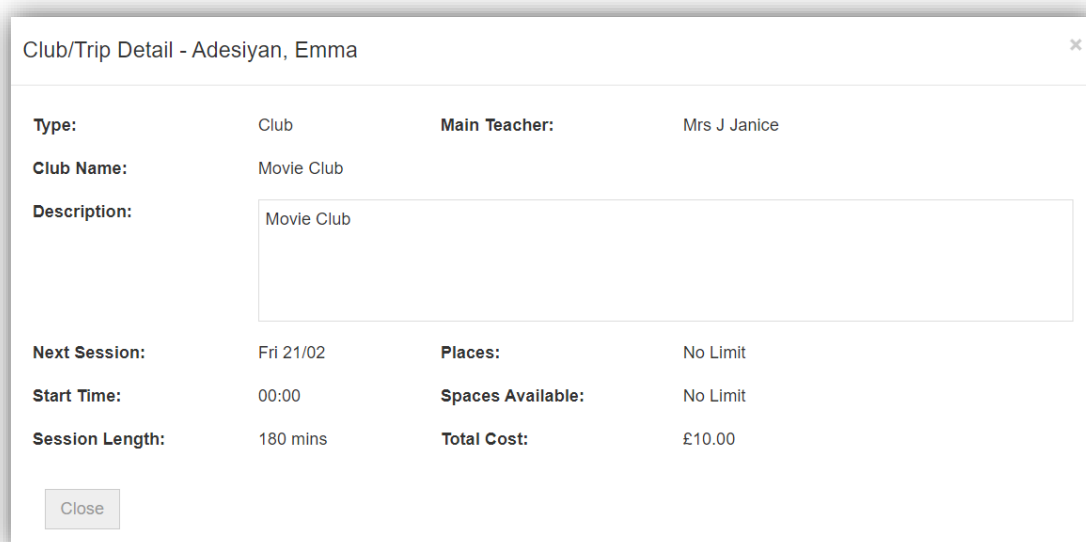 Club/Trip Detail - Adesiyan, Emma ×
Type: Club Main Teacher: Mrs J Janice
Club Name: Movie Club
Description: Movie Club
Next Session: Fri 21/02 Places: No Limit
Start Time: 00:00 Spaces Available: No Limit
Session Length: 180 mins Total Cost: £10.00
Close